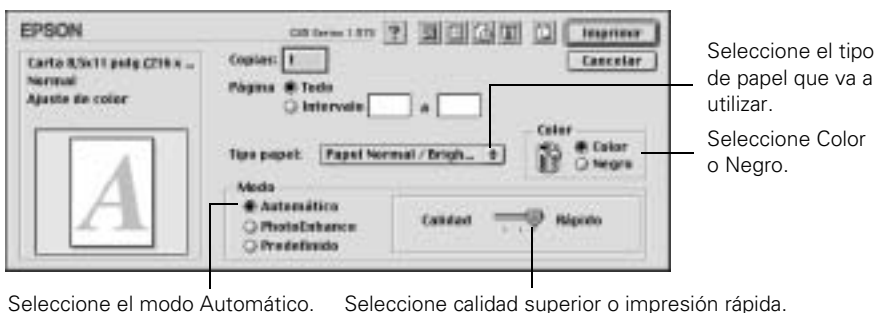 EPSON
Imprimir
Cancelar
Carta 8,5x11 pulg (216 x ...
Normal
Ajuste de color
Copias: 1
Página Todo
Intervalo a
Tipo papel: Papel Normal / Brigh...
Color
Color
Negro
Modo
Automático
PhotoEnhance
Predefinido
Calidad Rápido
A
Seleccione el tipo
de papel que va a
utilizar.
Seleccione Color
o Negro.
Seleccione el modo Automático.
Seleccione calidad superior o impresión rápida.